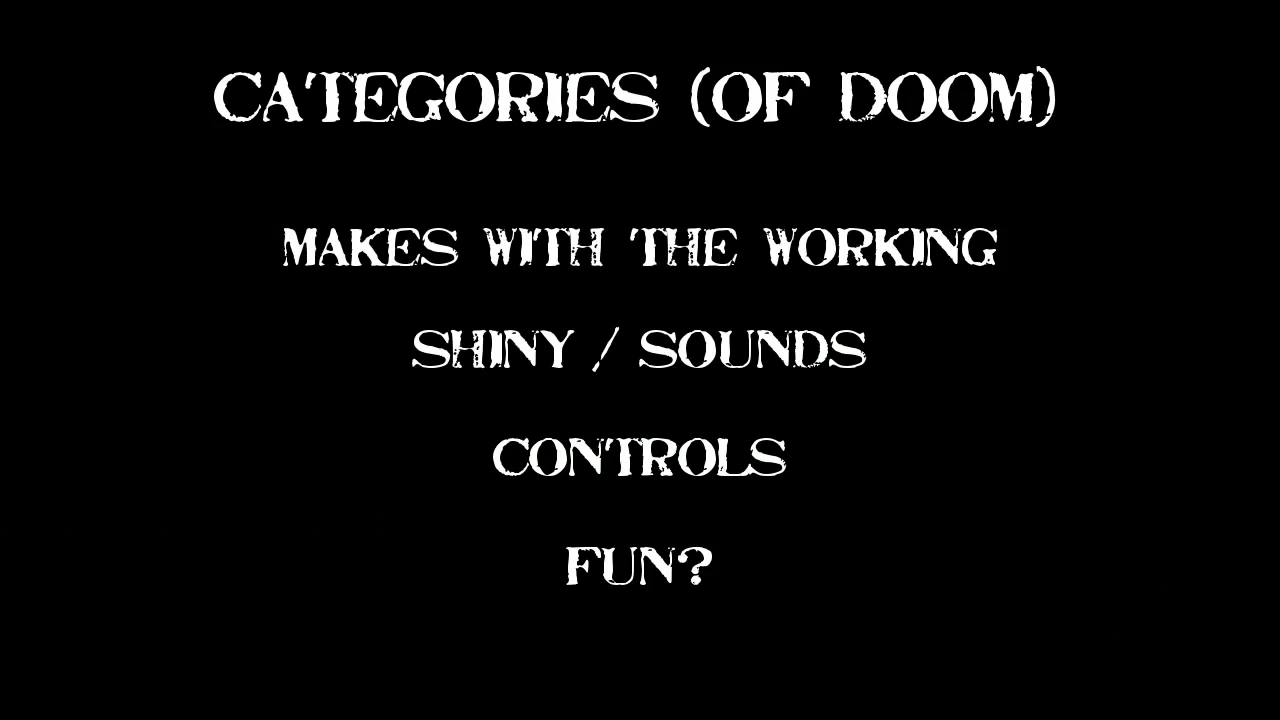 CATEGORIES (OF DOOM)
MAKES WITH THE WORKING
SHINY / SOUNDS
CONTROLS
FUN?